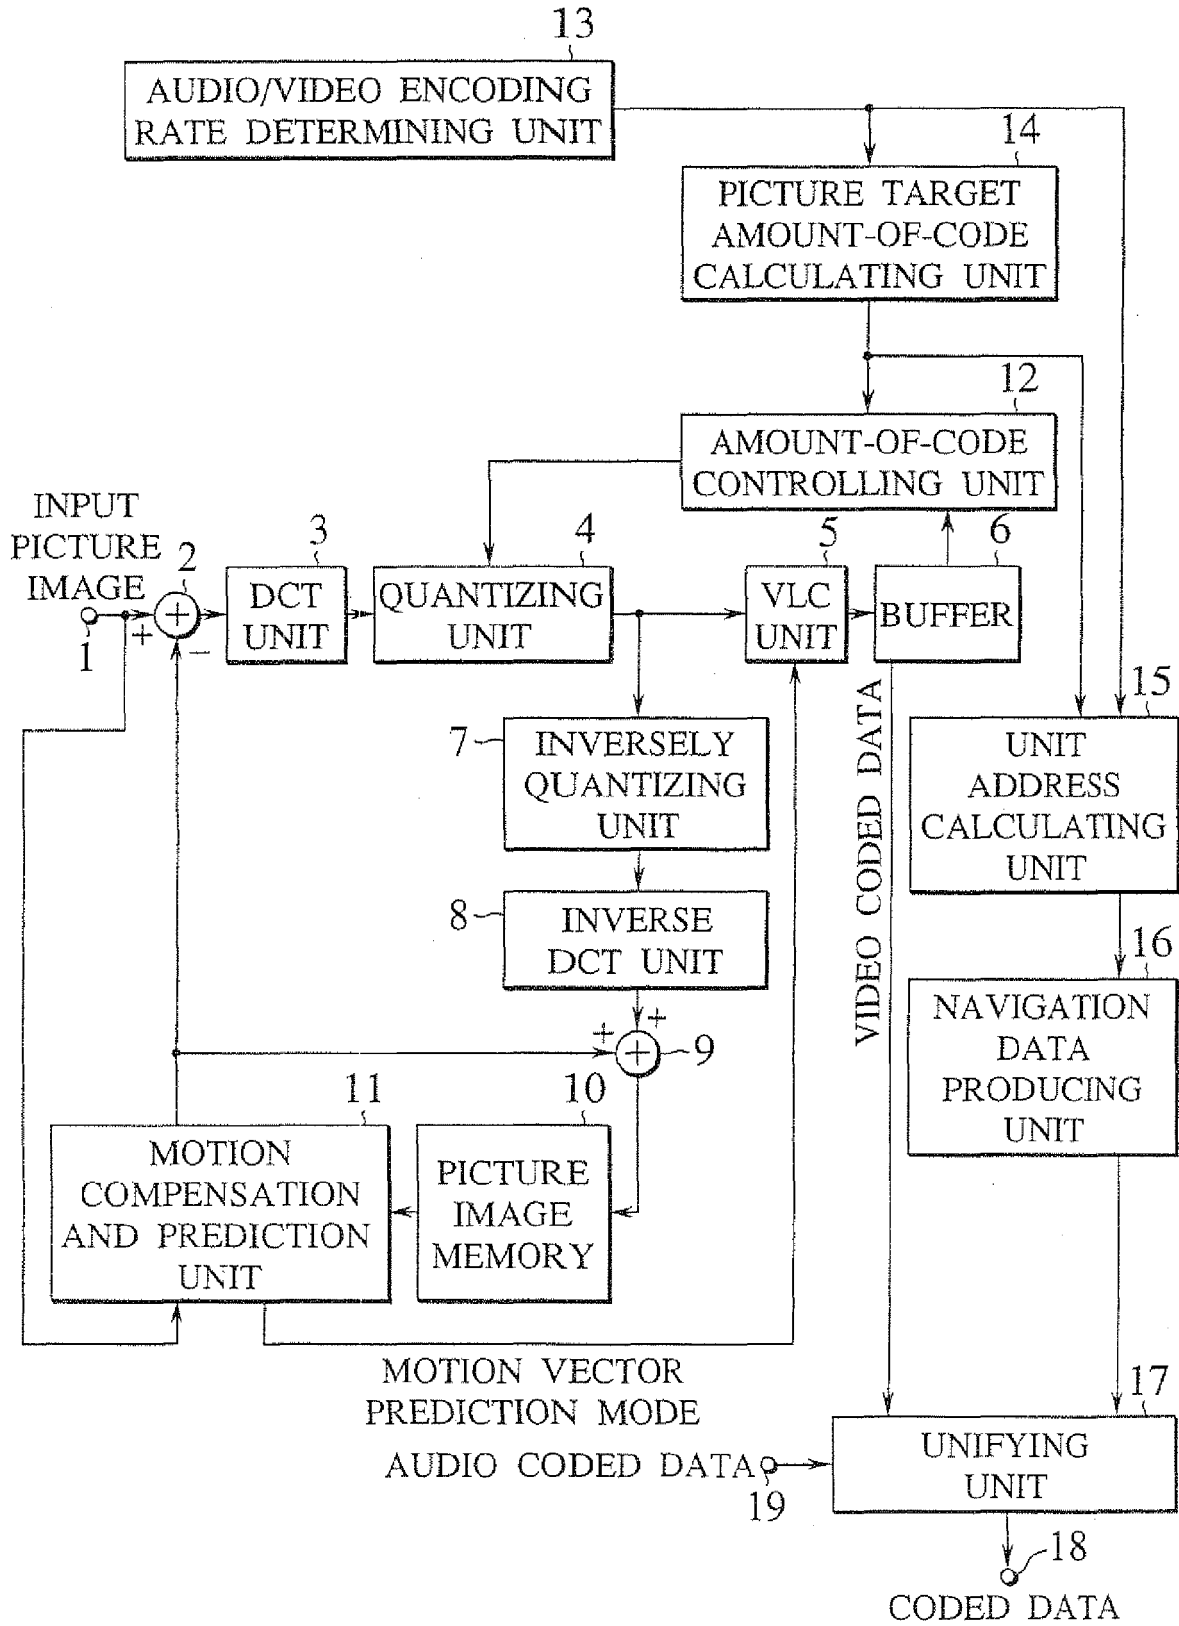 13
AUDIO/VIDEO ENCODING
RATE DETERMINING UNIT
14
PICTURE TARGET
AMOUNT-OF-CODE
CALCULATING UNIT
12
AMOUNT-OF-CODE
CONTROLLING UNIT
INPUT
PICTURE
IMAGE
1
+
2
+
−
3
DCT
UNIT
4
QUANTIZING
UNIT
5
VLC
UNIT
6
BUFFER
7
INVERSELY
QUANTIZING
UNIT
8
INVERSE
DCT UNIT
VIDEO CODED DATA
15
UNIT
ADDRESS
CALCULATING
UNIT
16
NAVIGATION
DATA
PRODUCING
UNIT
+
+
+
9
11
MOTION
COMPENSATION
AND PREDICTION
UNIT
10
PICTURE
IMAGE
MEMORY
MOTION VECTOR
PREDICTION MODE
AUDIO CODED DATA
19
17
UNIFYING
UNIT
18
CODED DATA